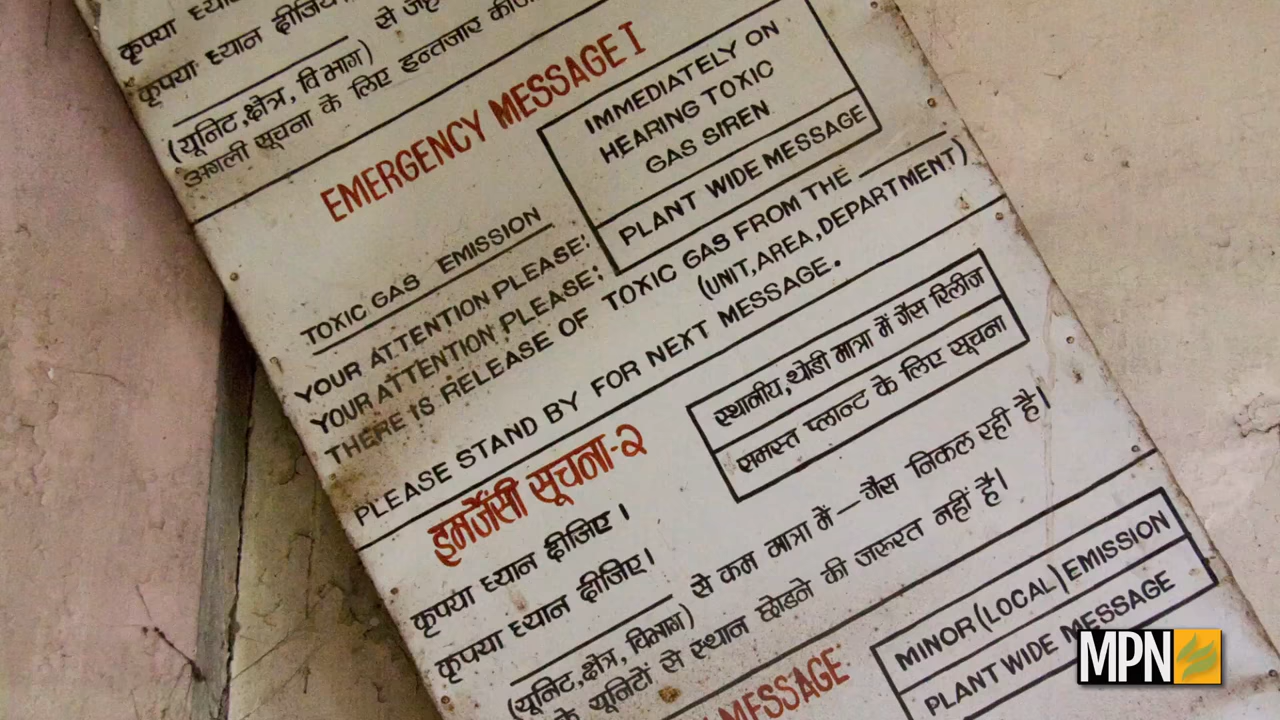 कृपया ध्यान
कृपया ध्यान दीजिए
(यूनिट,क्षेत्र, विभाग) से
अगली सूचना के लिए इन्तजार
EMERGENCY MESSAGE I
IMMEDIATELY ON
HEARING TOXIC
GAS SIREN
PLANT WIDE MESSAGE
TOXIC GAS EMISSION
YOUR ATTENTION PLEASE:
YOUR ATTENTION PLEASE:
THERE IS RELEASE OF TOXIC GAS FROM THE
(UNIT,AREA,DEPARTMENT)
PLEASE STAND BY FOR NEXT MESSAGE.
इमर्जेंसी सूचना-२
स्थानीय,थोडी मात्रा में गैस रिलीज
समस्त प्लान्ट के लिए सूचना
कृपया ध्यान दीजिए।
कृपया ध्यान दीजिए।
से कम मात्रा में — गैस निकल रही है।
(यूनिट,क्षेत्र, विभाग)
के यूनिटों से स्थान छोडने की जरुरत नहीं है।
MESSAGE
MINOR (LOCAL) EMISSION
PLANT WIDE MESSAGE
MPN